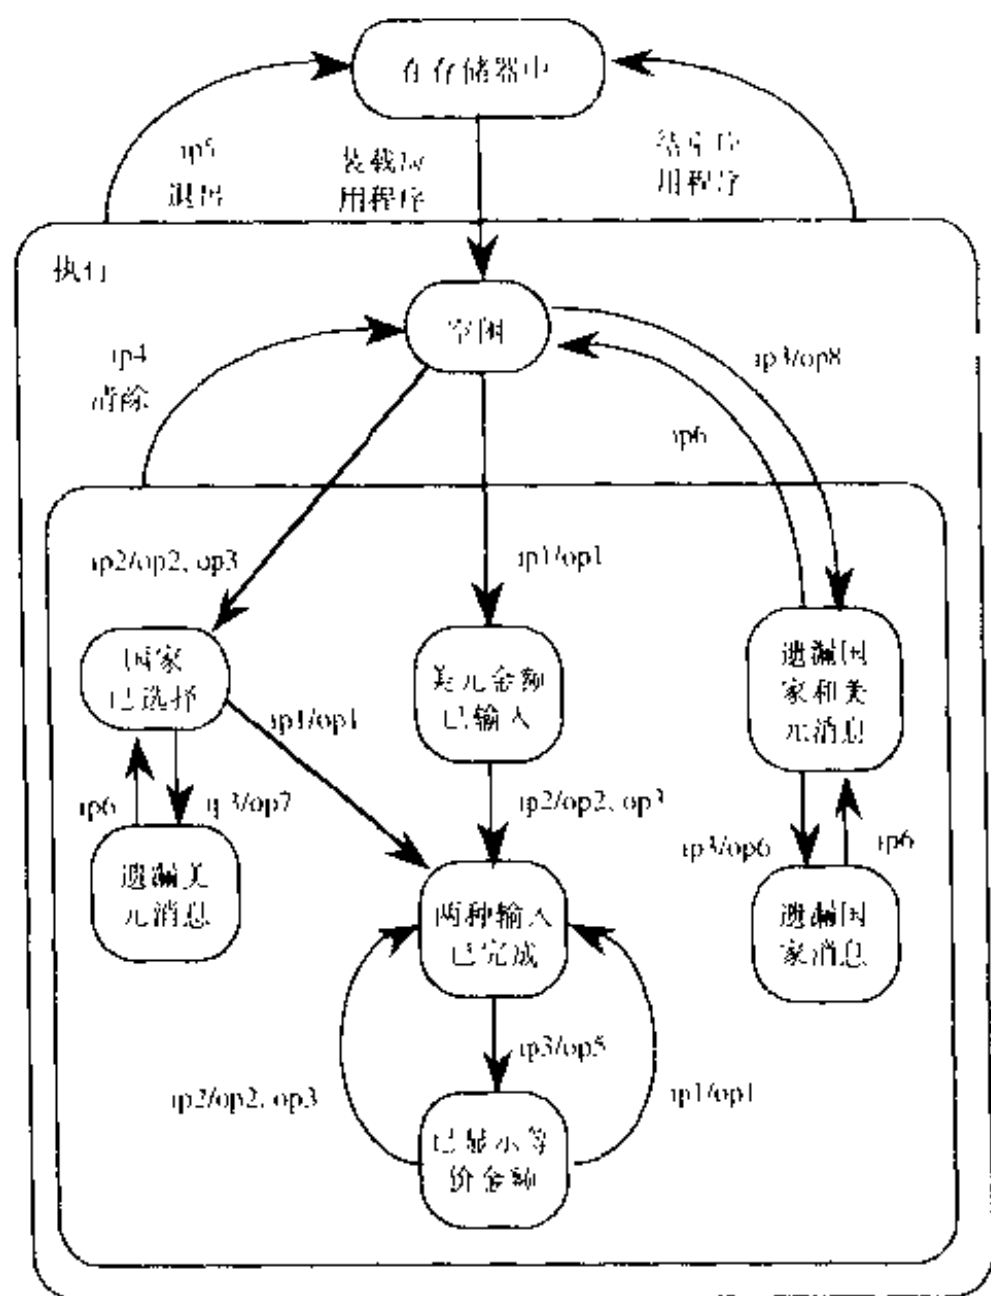 在存储器中
ip5
退出
装载应
用程序
结束应
用程序
执行
空闲
ip4
清除
ip3/op8
ip6
ip2/op2, op3
ip1/op1
国家
已选择
美元金额
已输入
遗漏国
家和美
元消息
ip1/op1
ip6
ip3/op7
ip2/op2, op3
ip3/op6
ip6
遗漏美
元消息
两种输入
已完成
遗漏国
家消息
ip3/op5
ip2/op2, op3
ip1/op1
已显示等
价金额